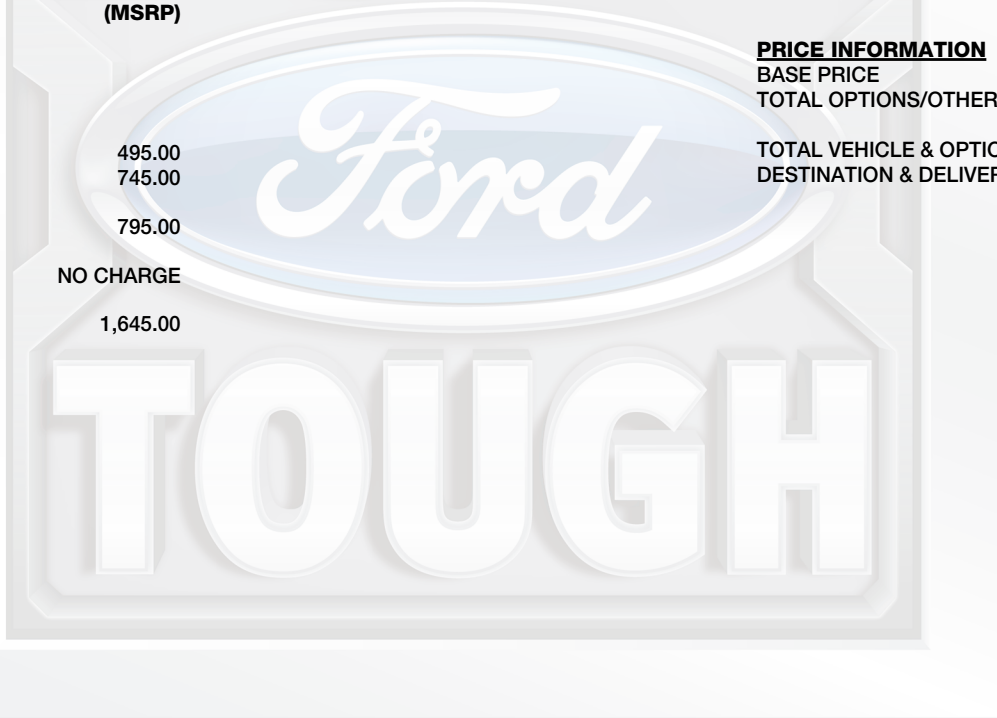 (MSRP)
495.00
745.00
795.00
NO CHARGE
1,645.00
PRICE INFORMATION
BASE PRICE
TOTAL OPTIONS/OTHER
TOTAL VEHICLE & OPTIO
DESTINATION & DELIVER
Ford
TOUGH